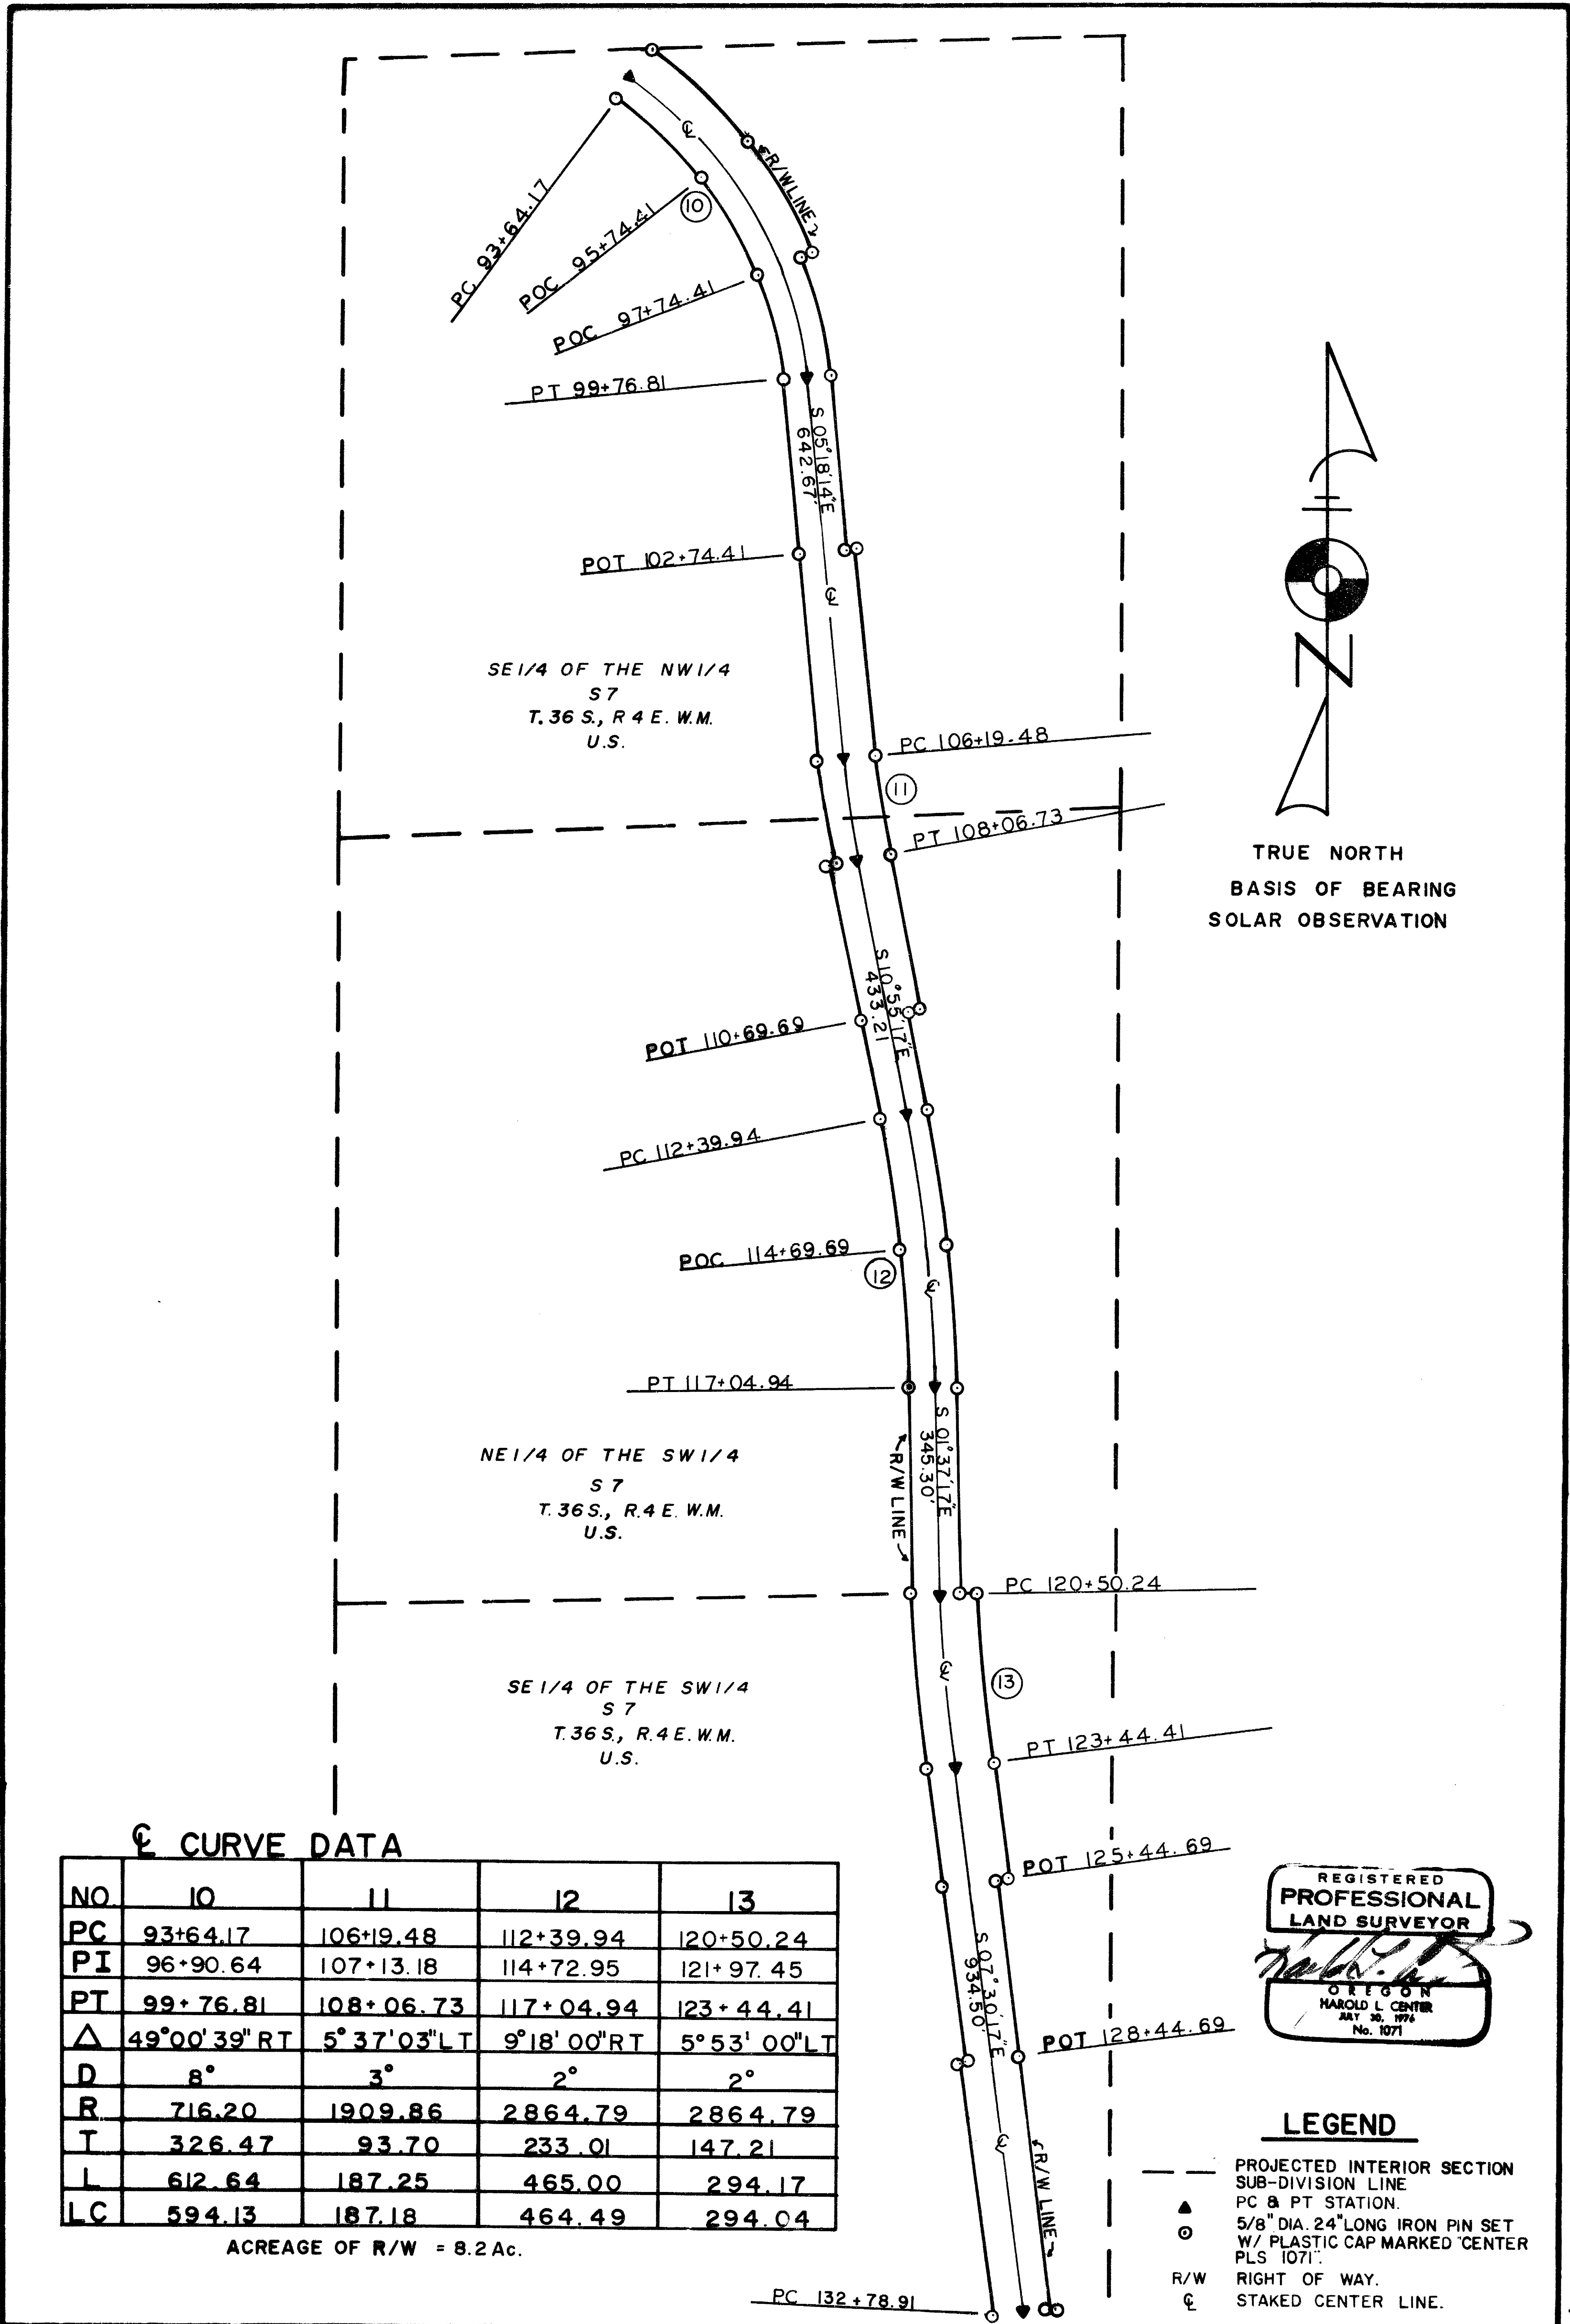 ℄
R/W LINE
PC 93+64.17
10
POC 95+74.41
POC 97+74.41
PT 99+76.81
S 05°18'14"E
642.67'
POT 102+74.41
℄
SE 1/4 OF THE NW 1/4
S 7
T. 36 S., R 4 E. W.M.
U.S.
PC 106+19.48
11
PT 108+06.73
N
TRUE NORTH
BASIS OF BEARING
SOLAR OBSERVATION
S 10°55'17"E
433.21
POT 110+69.69
PC 112+39.94
POC 114+69.69
12
℄
PT 117+04.94
S 01°37'17"E
345.30'
R/W LINE
NE 1/4 OF THE SW 1/4
S 7
T. 36 S., R. 4 E. W.M.
U.S.
PC 120+50.24
℄
13
SE 1/4 OF THE SW 1/4
S 7
T. 36 S., R. 4 E. W.M.
U.S.
PT 123+44.41
POT 125+44.69
S 07°30'17"E
934.50'
POT 128+44.69
℄
R/W LINE
PC 132+78.91
℄ CURVE DATA
NO. 10 11 12 13
PC 93+64.17 106+19.48 112+39.94 120+50.24
PI 96+90.64 107+13.18 114+72.95 121+97.45
PT 99+76.81 108+06.73 117+04.94 123+44.41
△ 49°00'39" RT 5°37'03" LT 9°18'00" RT 5°53'00" LT
D 8° 3° 2° 2°
R 716.20 1909.86 2864.79 2864.79
T 326.47 93.70 233.01 147.21
L 612.64 187.25 465.00 294.17
LC 594.13 187.18 464.49 294.04
ACREAGE OF R/W = 8.2 Ac.
REGISTERED
PROFESSIONAL
LAND SURVEYOR
OREGON
HAROLD L. CENTER
JULY 30, 1976
No. 1071
LEGEND
PROJECTED INTERIOR SECTION
SUB-DIVISION LINE
PC & PT STATION.
5/8" DIA. 24" LONG IRON PIN SET
W/ PLASTIC CAP MARKED "CENTER
PLS 1071".
R/W RIGHT OF WAY.
℄ STAKED CENTER LINE.